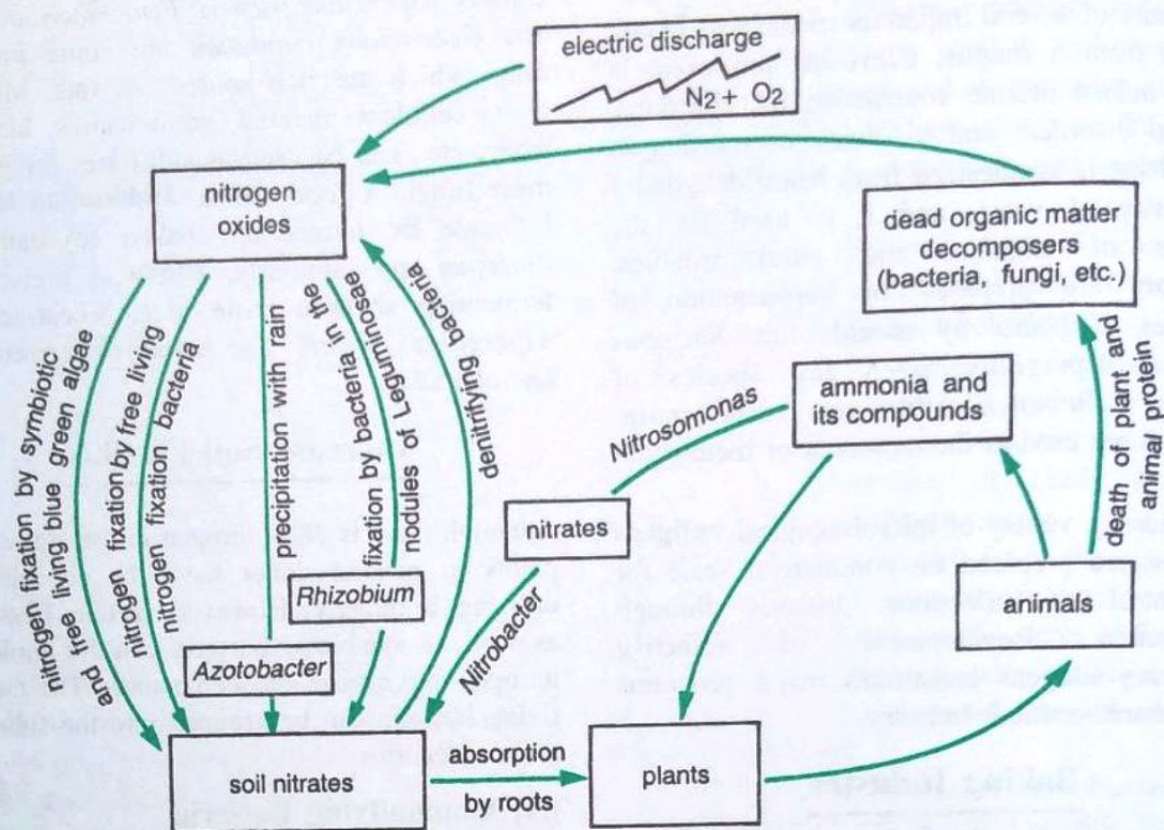 electric discharge
N2 + O2
nitrogen
oxides
dead organic matter
decomposers
(bacteria, fungi, etc.)
nitrogen fixation by symbiotic
and free living blue green algae
nitrogen fixation by free living
nitrogen fixation bacteria
precipitation with rain
fixation by bacteria in the
nodules of Leguminosae
denitrifying bacteria
Nitrosomonas
ammonia and
its compounds
death of plant and
animal protein
nitrates
Nitrobacter
Rhizobium
animals
Azotobacter
soil nitrates
absorption
by roots
plants